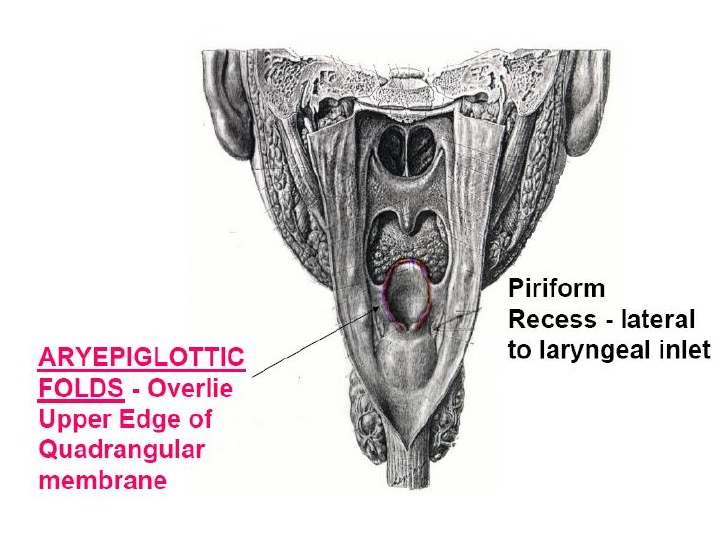 Piriform
Recess - lateral
to laryngeal inlet
ARYEPIGLOTTIC
FOLDS - Overlie
Upper Edge of
Quadrangular
membrane